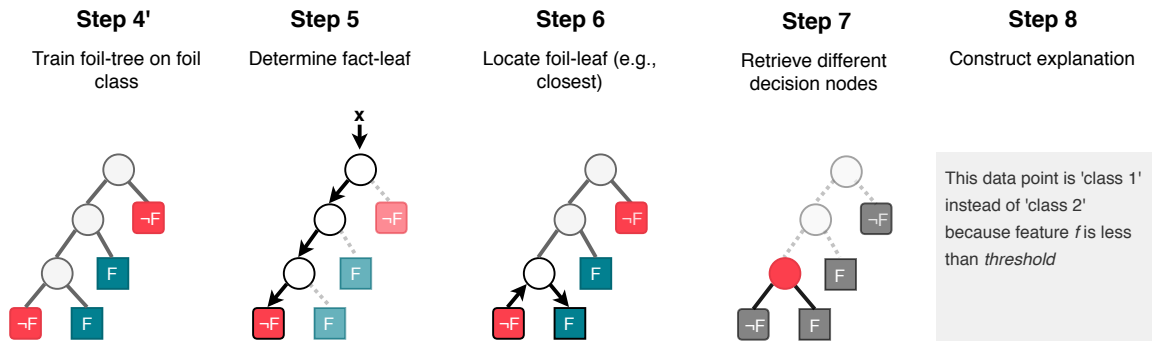 Step 4'
Train foil-tree on foil
class
¬F
F
¬F
F
Step 5
Determine fact-leaf
x
¬F
F
¬F
F
Step 6
Locate foil-leaf (e.g.,
closest)
¬F
F
¬F
F
Step 7
Retrieve different
decision nodes
¬F
F
¬F
F
Step 8
Construct explanation
This data point is 'class 1'
instead of 'class 2'
because feature f is less
than threshold